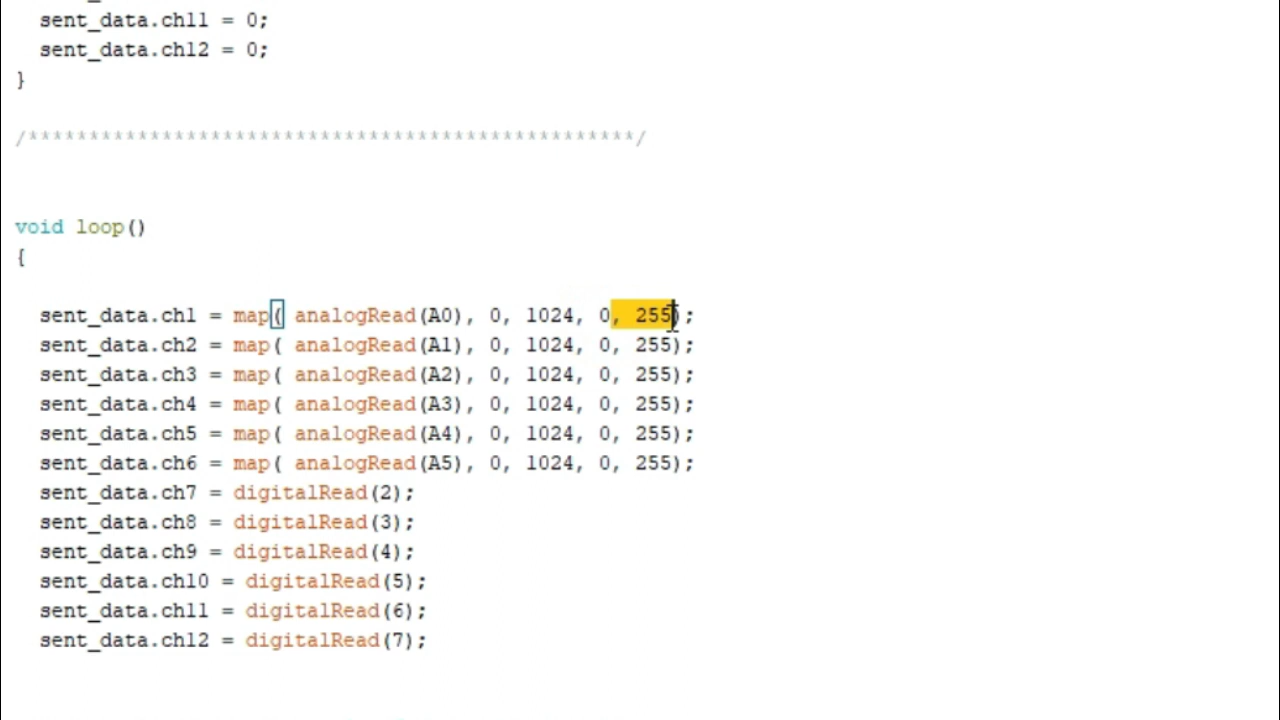 sent_data.ch11 = 0;
sent_data.ch12 = 0;
}
/**************************************************/
void loop()
{
sent_data.ch1 = map( analogRead(A0), 0, 1024, 0, 255);
sent_data.ch2 = map( analogRead(A1), 0, 1024, 0, 255);
sent_data.ch3 = map( analogRead(A2), 0, 1024, 0, 255);
sent_data.ch4 = map( analogRead(A3), 0, 1024, 0, 255);
sent_data.ch5 = map( analogRead(A4), 0, 1024, 0, 255);
sent_data.ch6 = map( analogRead(A5), 0, 1024, 0, 255);
sent_data.ch7 = digitalRead(2);
sent_data.ch8 = digitalRead(3);
sent_data.ch9 = digitalRead(4);
sent_data.ch10 = digitalRead(5);
sent_data.ch11 = digitalRead(6);
sent_data.ch12 = digitalRead(7);